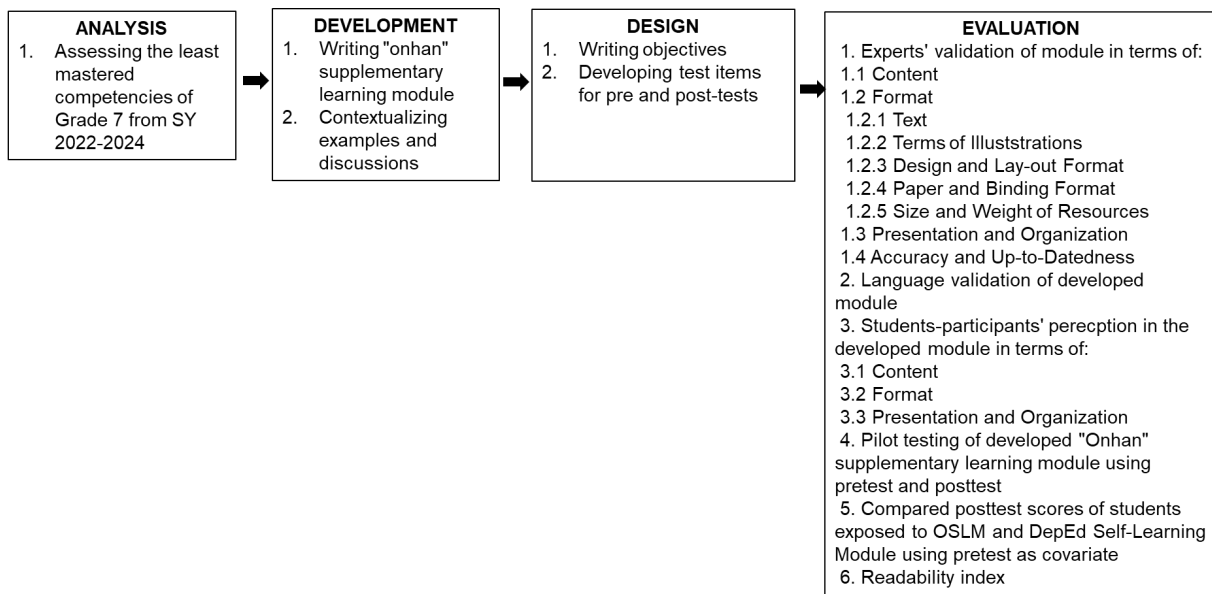 ANALYSIS
1. Assessing the least
mastered
competencies of
Grade 7 from SY
2022-2024
DEVELOPMENT
1. Writing "onhan"
supplementary
learning module
2. Contextualizing
examples and
discussions
DESIGN
1. Writing objectives
2. Developing test items
for pre and post-tests
EVALUATION
1. Experts' validation of module in terms of:
1.1 Content
1.2 Format
1.2.1 Text
1.2.2 Terms of Illuststrations
1.2.3 Design and Lay-out Format
1.2.4 Paper and Binding Format
1.2.5 Size and Weight of Resources
1.3 Presentation and Organization
1.4 Accuracy and Up-to-Datedness
2. Language validation of developed
module
3. Students-participants' perecption in the
developed module in terms of:
3.1 Content
3.2 Format
3.3 Presentation and Organization
4. Pilot testing of developed "Onhan"
supplementary learning module using
pretest and posttest
5. Compared posttest scores of students
exposed to OSLM and DepEd Self-Learning
Module using pretest as covariate
6. Readability index